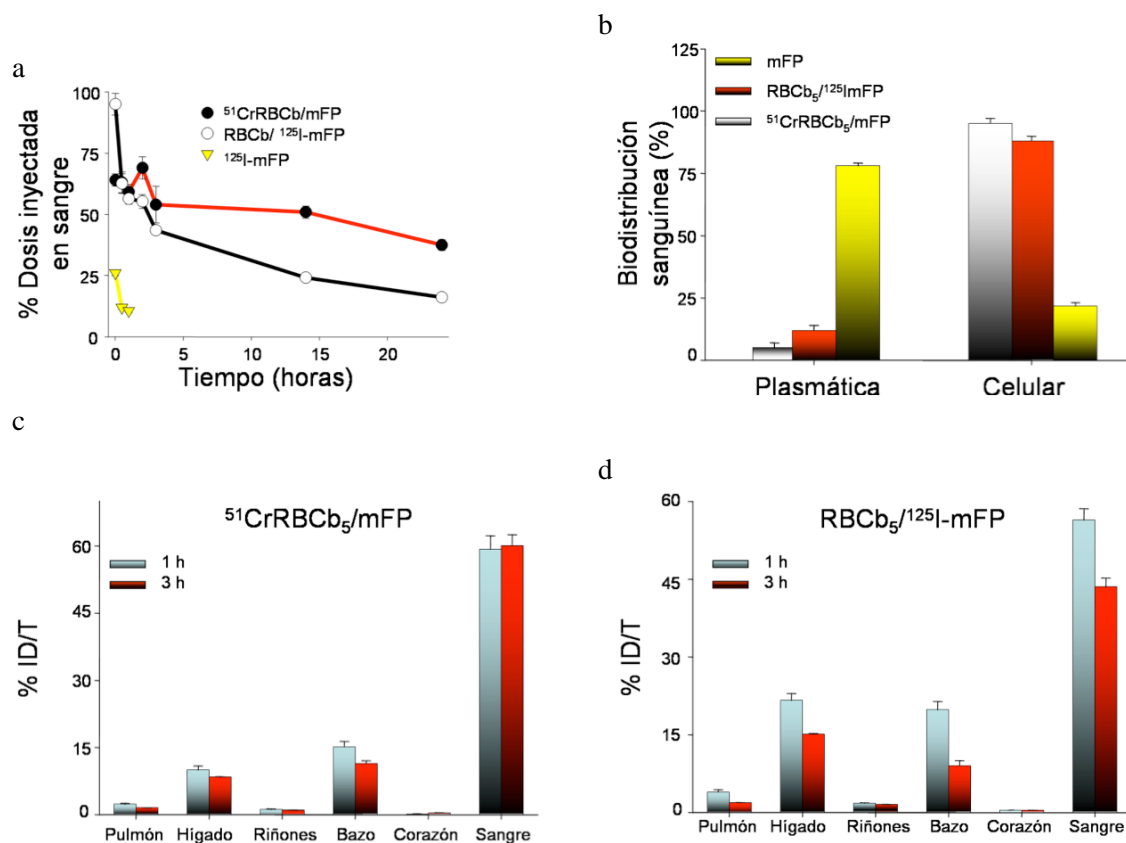 a
% Dosis inyectada
en sangre
100
75
50
25
0
⁵¹CrRBCb/mFP
RBCb/ ¹²⁵I-mFP
¹²⁵I-mFP
0 5 10 15 20
Tiempo (horas)
b
Biodistribución
sanguínea (%)
125
100
75
50
25
0
mFP
RBCb₅/¹²⁵ImFP
⁵¹CrRBCb₅/mFP
Plasmática Celular
c
⁵¹CrRBCb₅/mFP
% ID/T
60
45
30
15
0
1 h
3 h
Pulmón Hígado Riñones Bazo Corazón Sangre
d
RBCb₅/¹²⁵I-mFP
% ID/T
60
45
30
15
0
1 h
3 h
Pulmón Hígado Riñones Bazo Corazón Sangre